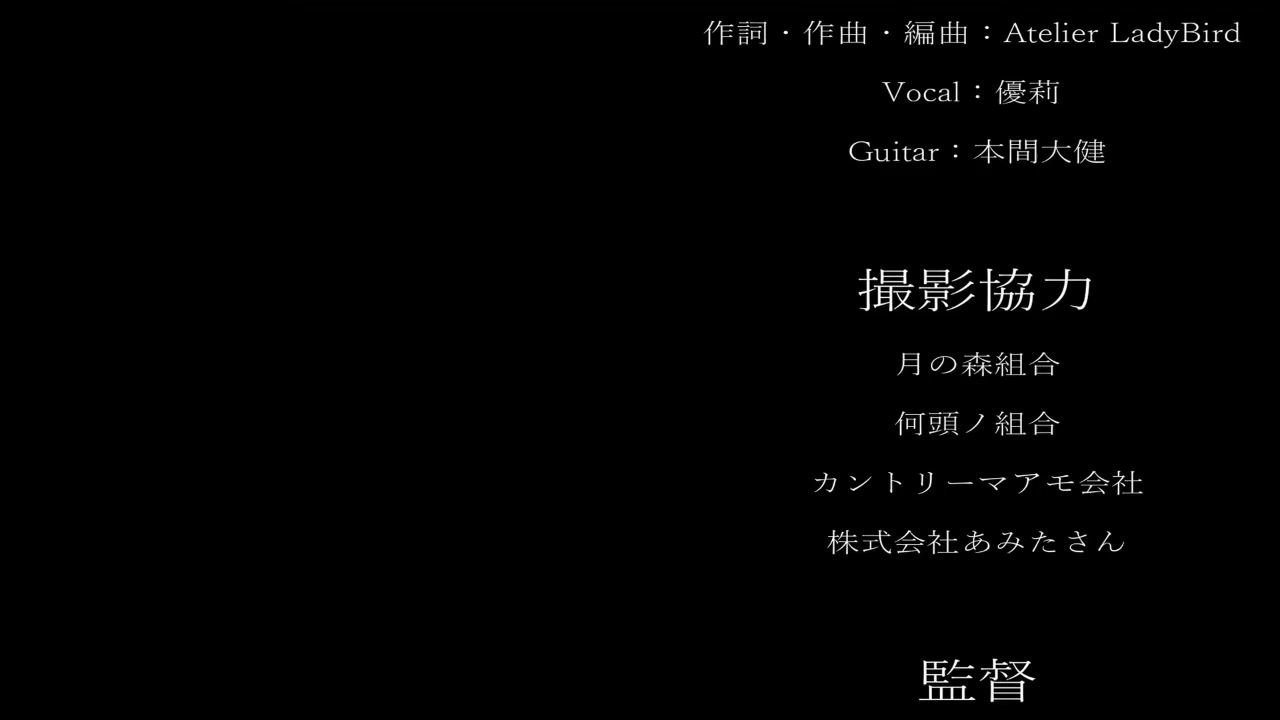 作詞・作曲・編曲：Atelier LadyBird
Vocal：優莉
Guitar：本間大健
撮影協力
月の森組合
何頭ノ組合
カントリーマアモ会社
株式会社あみたさん
監督